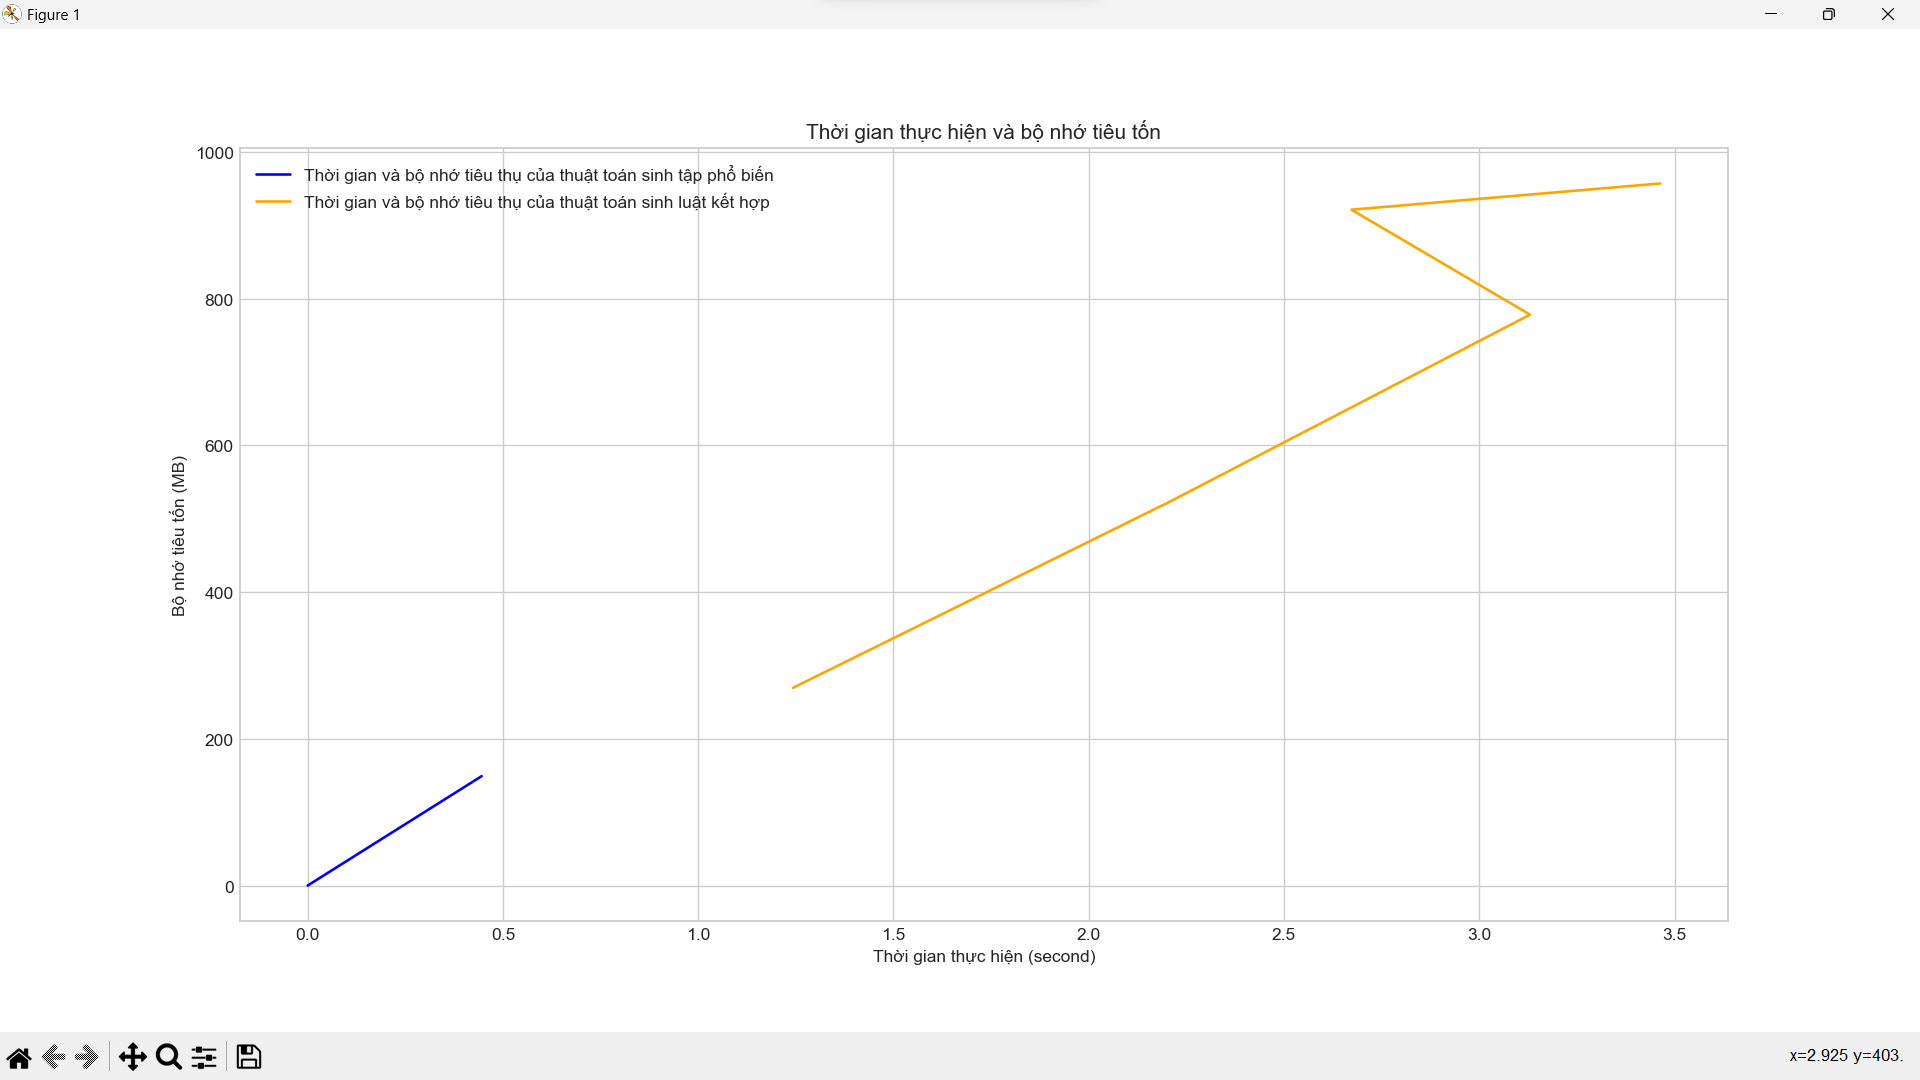 Figure 1
Thời gian thực hiện và bộ nhớ tiêu tốn
Thời gian và bộ nhớ tiêu thụ của thuật toán sinh tập phổ biến
Thời gian và bộ nhớ tiêu thụ của thuật toán sinh luật kết hợp
1000
800
600
400
200
0
Bộ nhớ tiêu tốn (MB)
0.0 0.5 1.0 1.5 2.0 2.5 3.0 3.5
Thời gian thực hiện (second)
x=2.925 y=403.